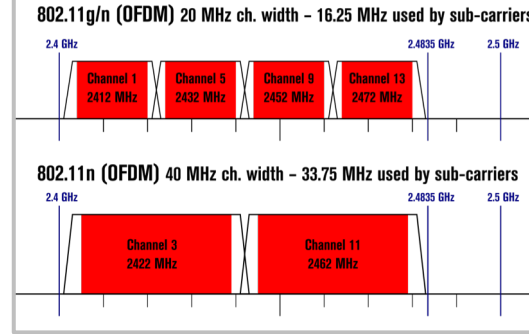 802.11g/n (OFDM) 20 MHz ch. width – 16.25 MHz used by sub-carriers
2.4 GHz 2.4835 GHz 2.5 GHz
Channel 1 Channel 5 Channel 9 Channel 13
2412 MHz 2432 MHz 2452 MHz 2472 MHz
802.11n (OFDM) 40 MHz ch. width – 33.75 MHz used by sub-carriers
2.4 GHz 2.4835 GHz 2.5 GHz
Channel 3 Channel 11
2422 MHz 2462 MHz